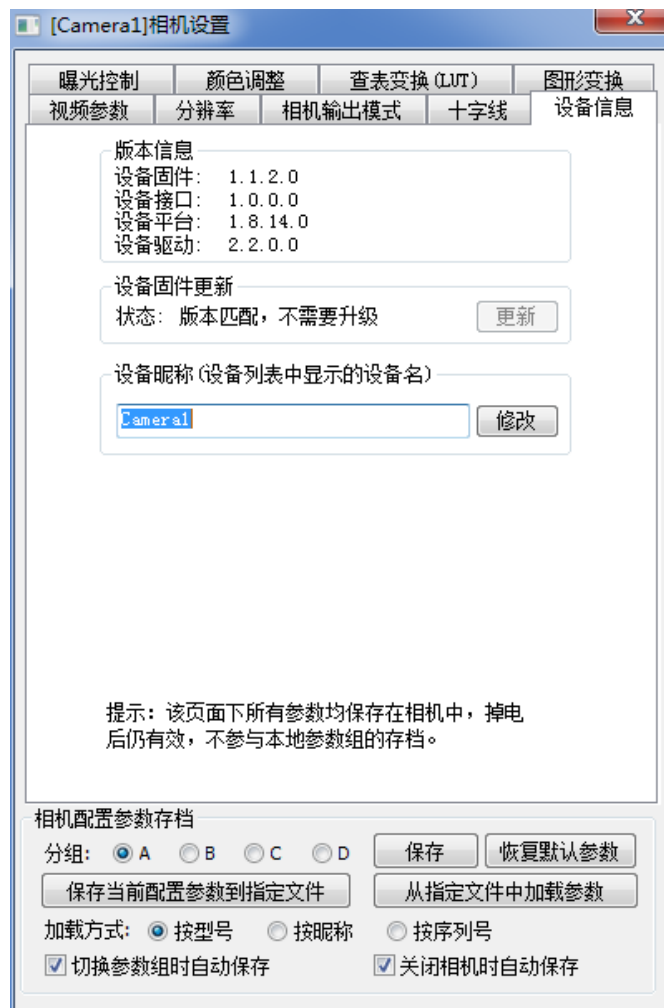 [Camera1]相机设置
曝光控制 颜色调整 查表变换(LUT) 图形变换
视频参数 分辨率 相机输出模式 十字线 设备信息
版本信息
设备固件: 1.1.2.0
设备接口: 1.0.0.0
设备平台: 1.8.14.0
设备驱动: 2.2.0.0
设备固件更新
状态: 版本匹配，不需要升级 更新
设备昵称(设备列表中显示的设备名)
Camera1 修改
提示: 该页面下所有参数均保存在相机中，掉电
后仍有效，不参与本地参数组的存档。
相机配置参数存档
分组: A B C D 保存 恢复默认参数
保存当前配置参数到指定文件 从指定文件中加载参数
加载方式: 按型号 按昵称 按序列号
切换参数组时自动保存 关闭相机时自动保存